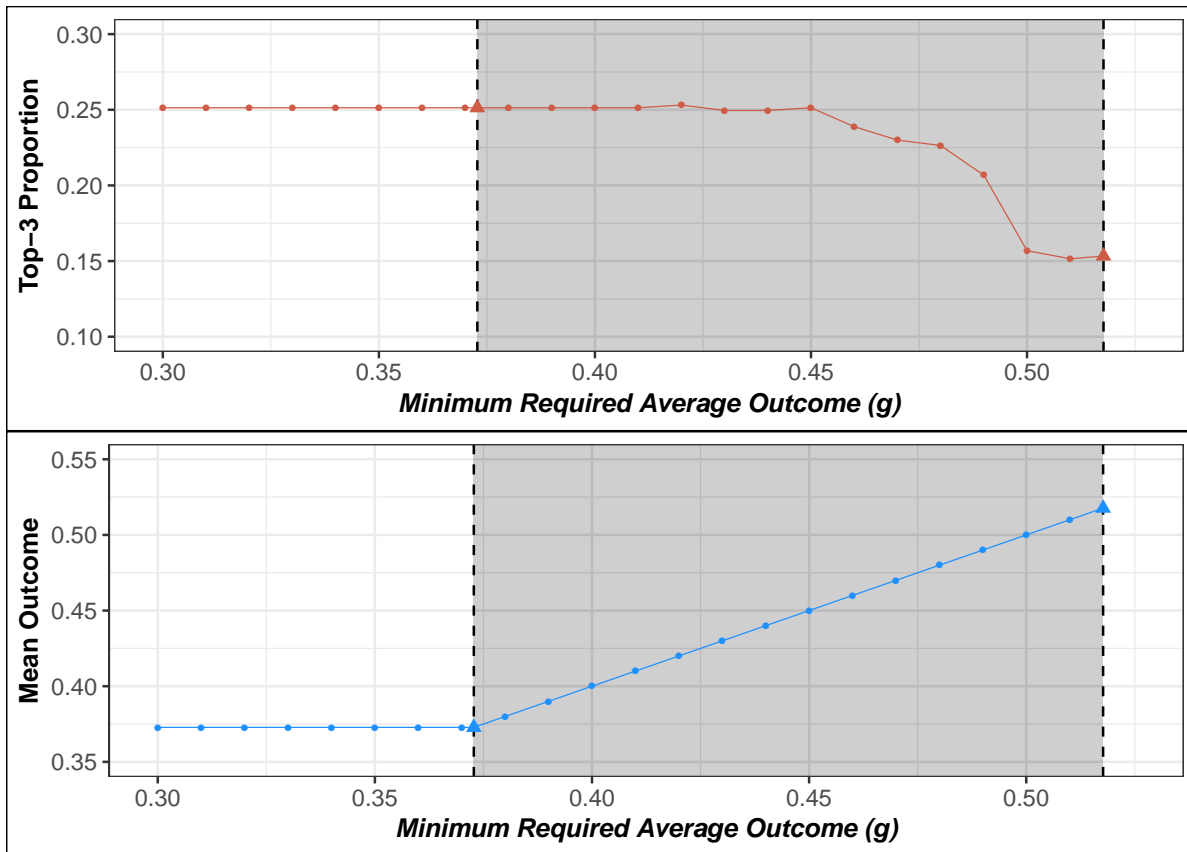 0.30
0.25
0.20
0.15
0.10
Top−3 Proportion
0.30 0.35 0.40 0.45 0.50
Minimum Required Average Outcome (g)
0.55
0.50
0.45
0.40
0.35
Mean Outcome
0.30 0.35 0.40 0.45 0.50
Minimum Required Average Outcome (g)